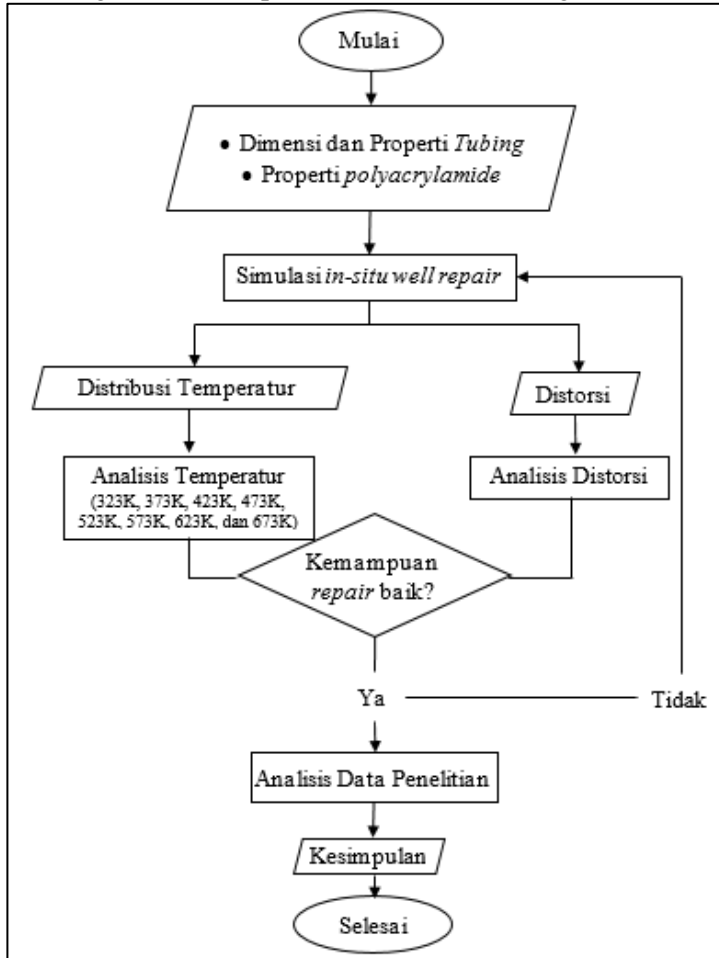 Mulai
• Dimensi dan Properti Tubing
• Properti polyacrylamide
Simulasi in-situ well repair
Distribusi Temperatur
Distorsi
Analisis Temperatur
(323K, 373K, 423K, 473K,
523K, 573K, 623K, dan 673K)
Analisis Distorsi
Kemampuan
repair baik?
Ya
Tidak
Analisis Data Penelitian
Kesimpulan
Selesai